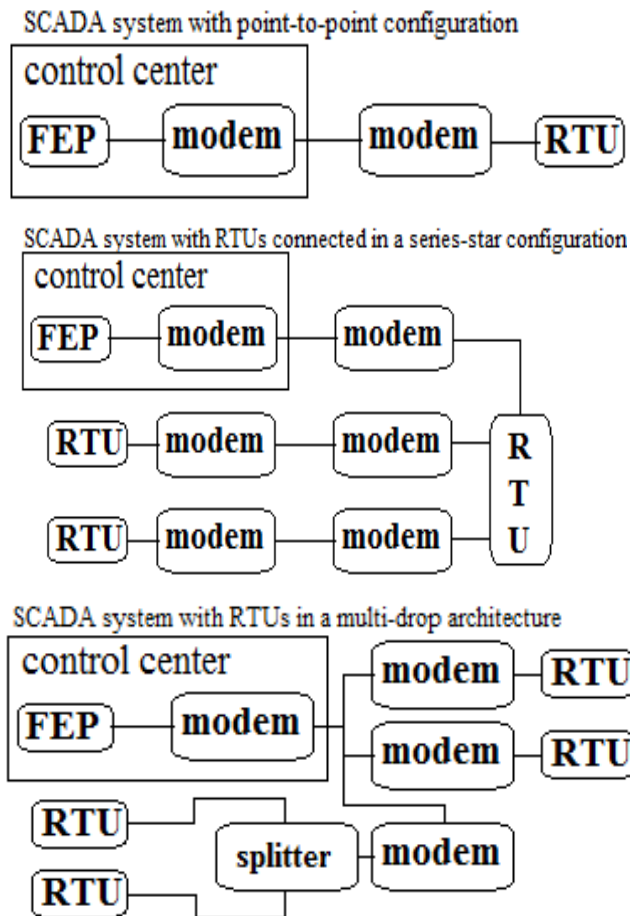 SCADA system with point-to-point configuration
control center
FEP modem modem RTU
SCADA system with RTUs connected in a series-star configuration
control center
FEP modem modem
RTU modem modem
R
T
U
RTU modem modem
SCADA system with RTUs in a multi-drop architecture
control center
modem RTU
FEP modem
modem RTU
RTU
splitter modem
RTU